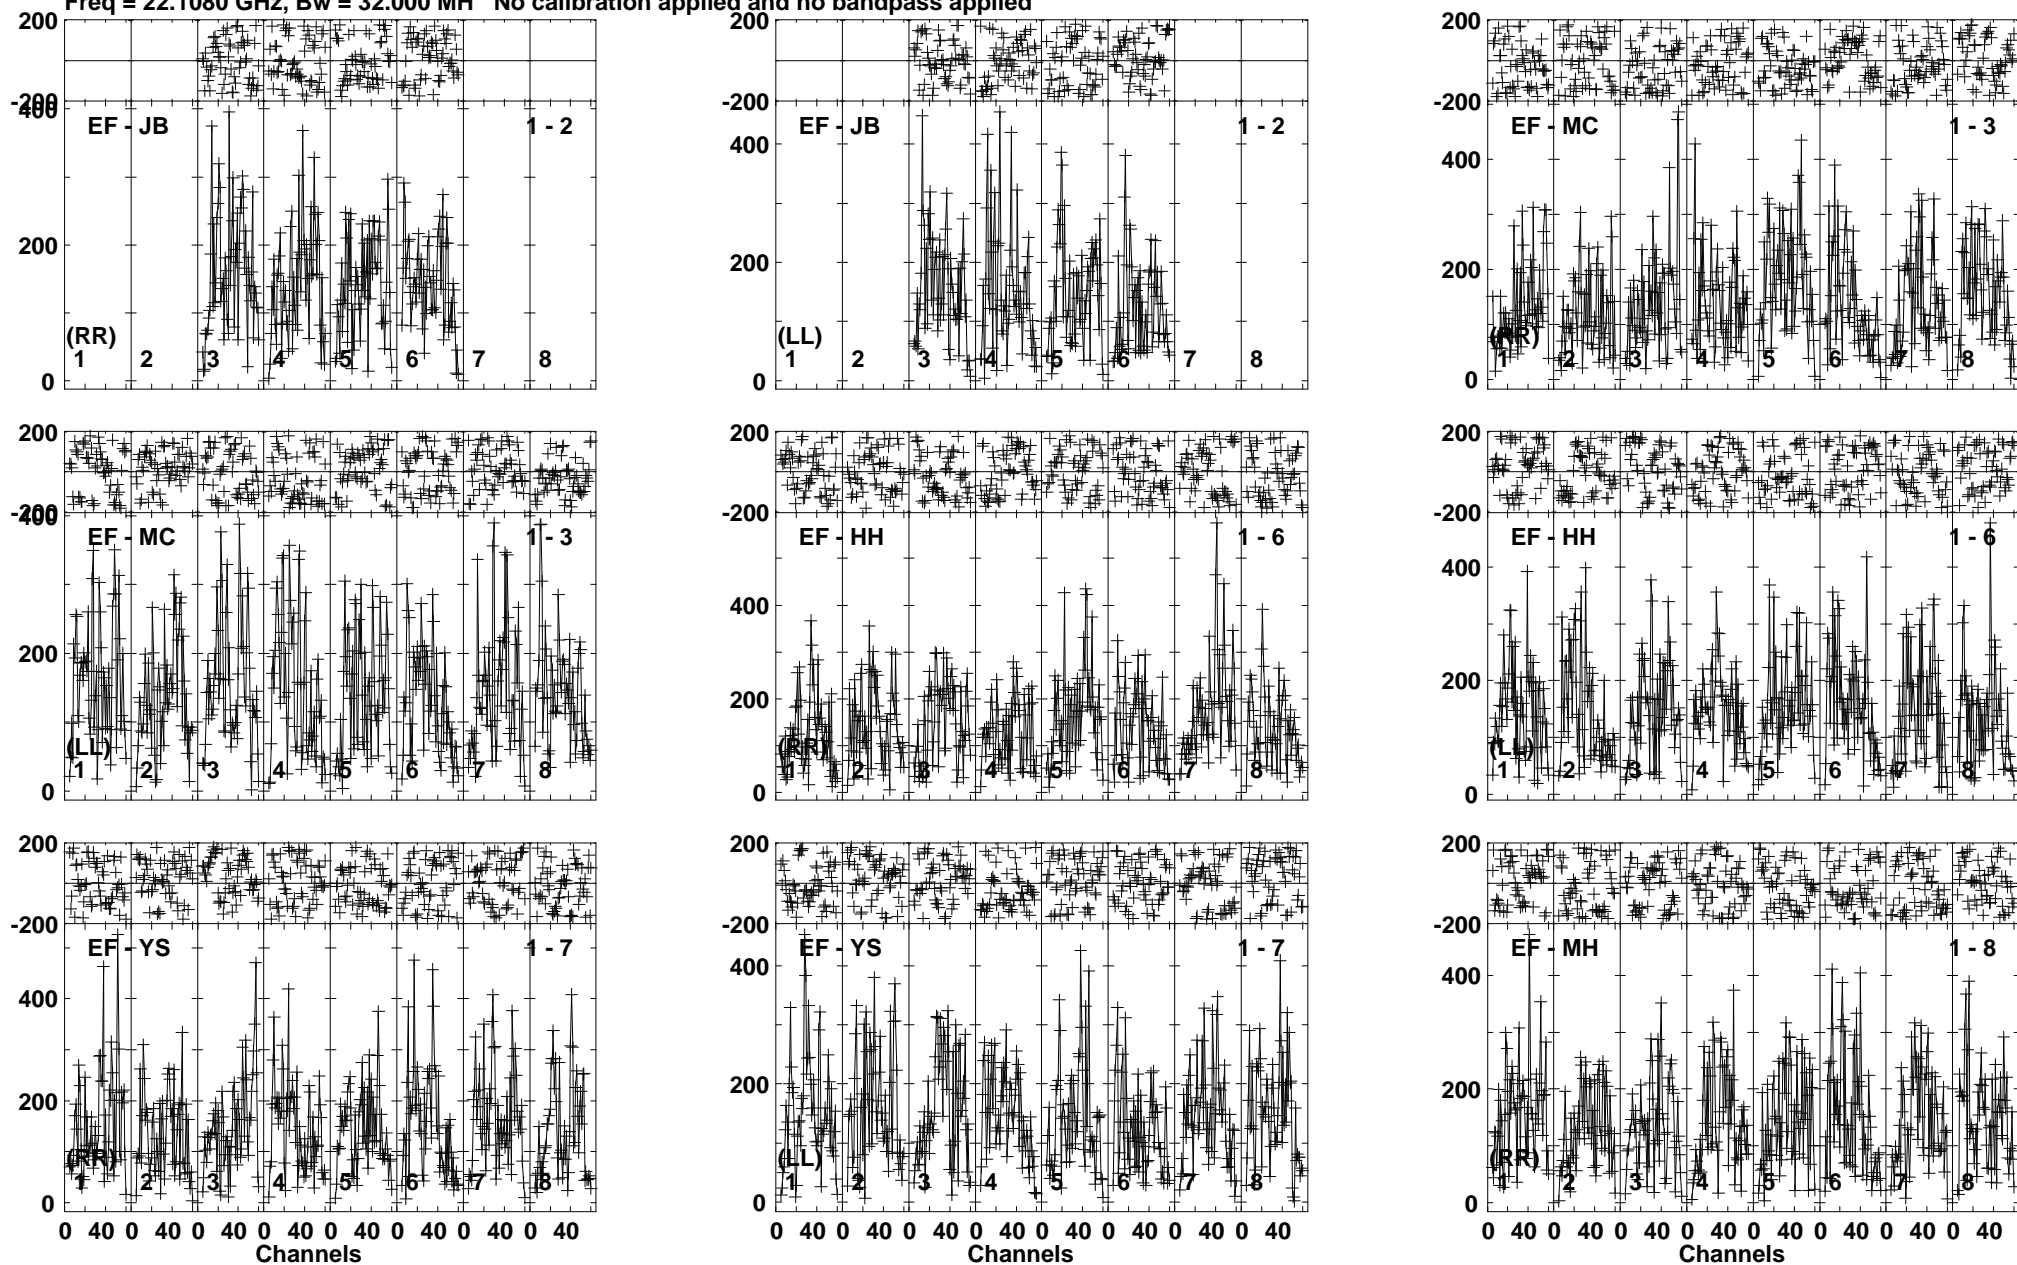 Freq = 22.1080 GHz, Bw = 32.000 MH No calibration applied and no bandpass applied
200 200 200
-200 -200 -200
400 EF - JB 1 - 2 EF - JB 1 - 2 EF - MC 1 - 3
400 400
200 200 200
(RR) (LL) (RR)
1 2 3 4 5 6 7 8 1 2 3 4 5 6 7 8 1 2 3 4 5 6 7 8
0 0 0
200 200 200
-200 -200 -200
400 EF - MC 1 - 3 EF - HH 1 - 6 EF - HH 1 - 6
400 400
200 200 200
(LL) (RR) (LL)
1 2 3 4 5 6 7 8 1 2 3 4 5 6 7 8 1 2 3 4 5 6 7 8
0 0 0
200 200 200
-200 -200 -200
EF - YS 1 - 7 EF - YS 1 - 7 EF - MH 1 - 8
400 400 400
200 200 200
(RR) (LL) (RR)
1 2 3 4 5 6 7 8 1 2 3 4 5 6 7 8 1 2 3 4 5 6 7 8
0 0 0
0 40 0 40 0 40 0 40 0 40 0 40 0 40 0 40 0 40 0 40 0 40 0 40 0 40 0 40 0 40 0 40 0 40 0 40 0 40 0 40 0 40 0 40 0 40 0 40
Channels Channels Channels